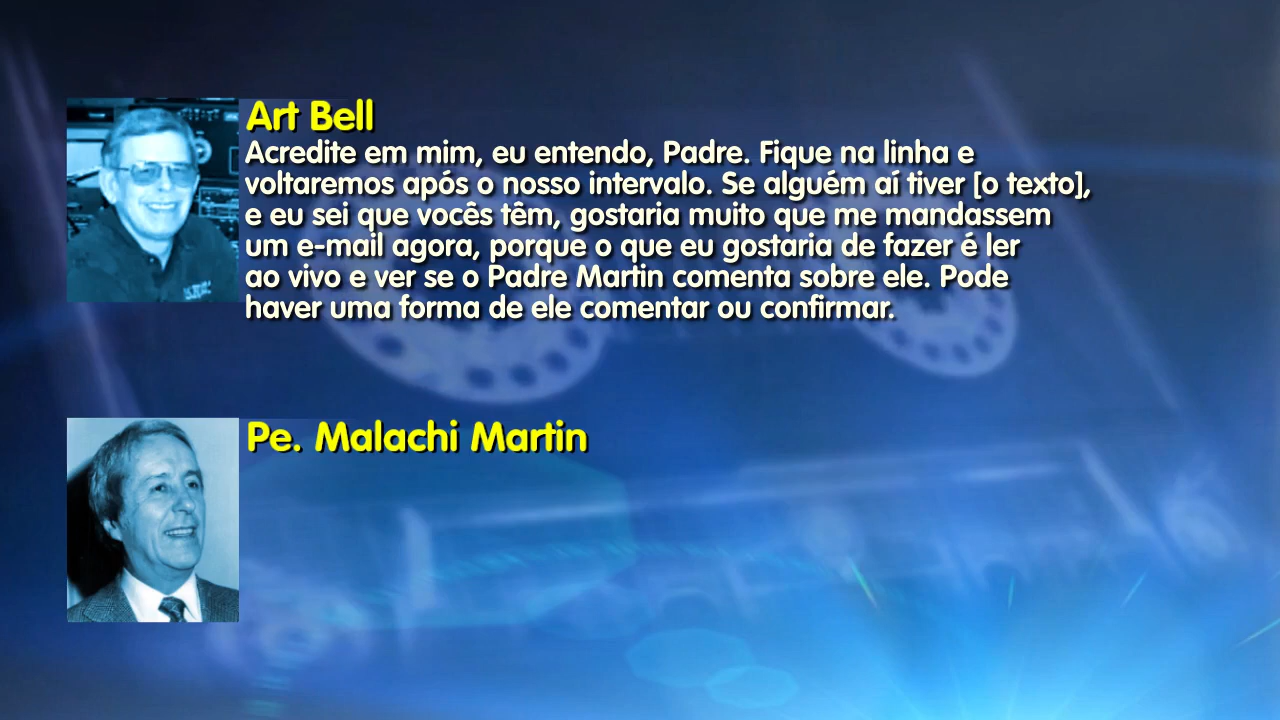 Art Bell
Acredite em mim, eu entendo, Padre. Fique na linha e
voltaremos após o nosso intervalo. Se alguém aí tiver [o texto],
e eu sei que vocês têm, gostaria muito que me mandassem
um e-mail agora, porque o que eu gostaria de fazer é ler
ao vivo e ver se o Padre Martin comenta sobre ele. Pode
haver uma forma de ele comentar ou confirmar.
Pe. Malachi Martin